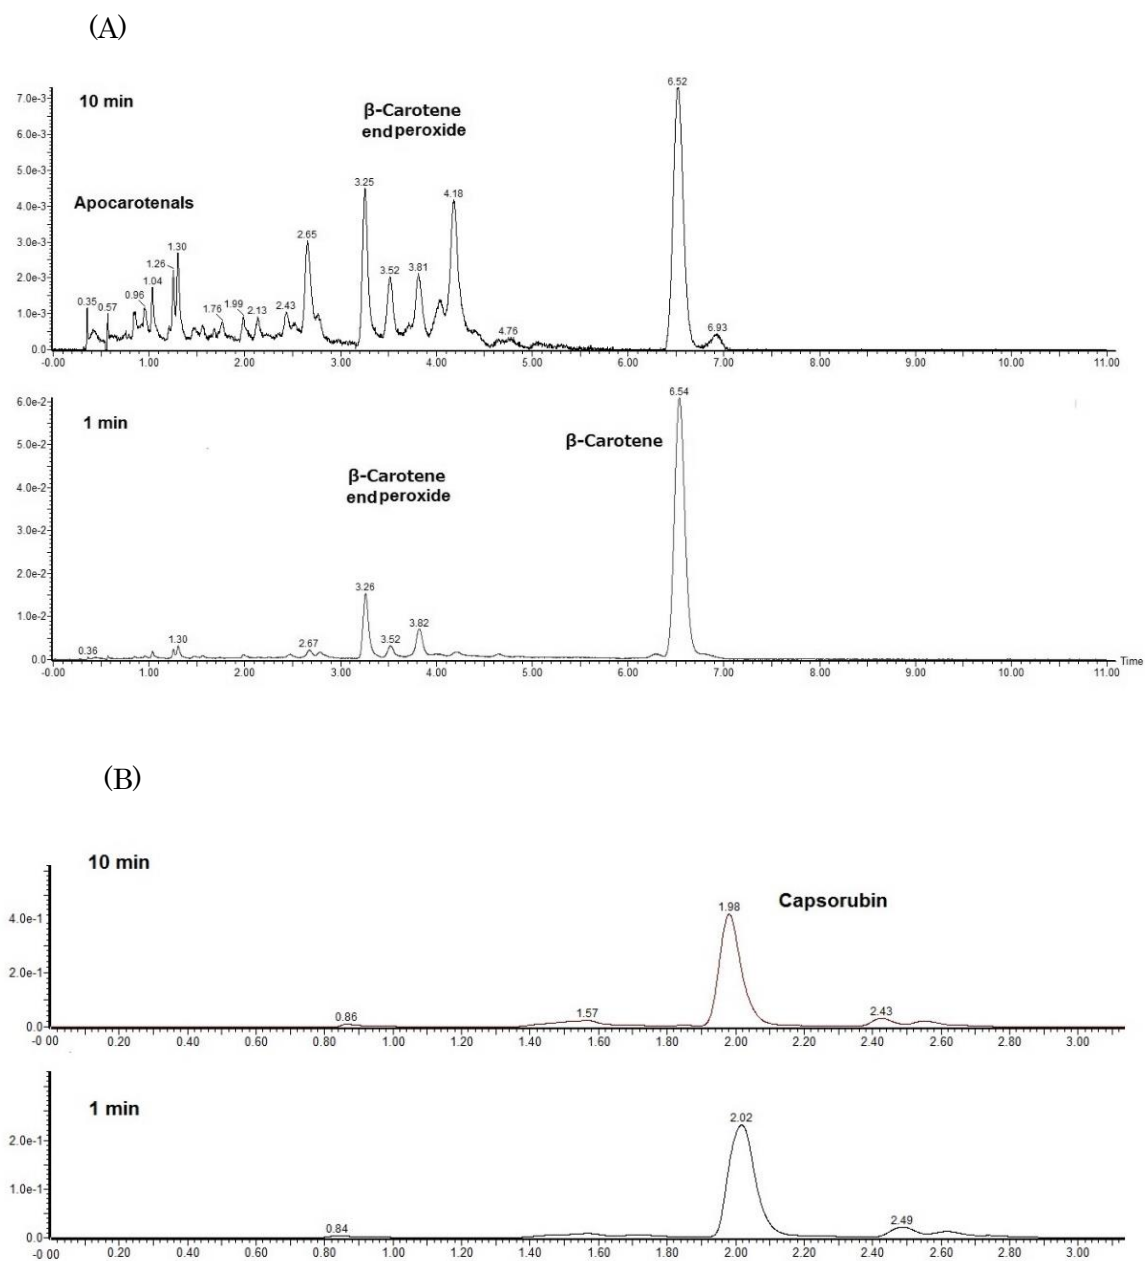 (A)
10 min
β-Carotene
end peroxide
Apocarotenals
7.0e-3
6.0e-3
5.0e-3
4.0e-3
3.0e-3
2.0e-3
1.0e-3
0.0
0.35
0.57
0.96
1.04
1.26
1.30
1.76
1.99
2.13
2.43
2.65
3.25
3.52
3.81
4.18
4.76
6.52
6.93
-0.00 1.00 2.00 3.00 4.00 5.00 6.00 7.00 8.00 9.00 10.00 11.00
1 min
β-Carotene
β-Carotene
end peroxide
6.0e-2
5.0e-2
4.0e-2
3.0e-2
2.0e-2
1.0e-2
0.0
0.36
1.30
2.67
3.26
3.52
3.82
6.54
-0.00 1.00 2.00 3.00 4.00 5.00 6.00 7.00 8.00 9.00 10.00 11.00 Time
(B)
10 min
Capsorubin
4.0e-1
2.0e-1
0.0
0.86
1.57
1.98
2.43
-0 00 0.20 0.40 0.60 0.80 1.00 1.20 1.40 1.60 1.80 2.00 2.20 2.40 2.60 2.80 3.00
1 min
2.0e-1
1.0e-1
0.0
0.84
2.02
2.49
-0 00 0.20 0.40 0.60 0.80 1.00 1.20 1.40 1.60 1.80 2.00 2.20 2.40 2.60 2.80 3.00